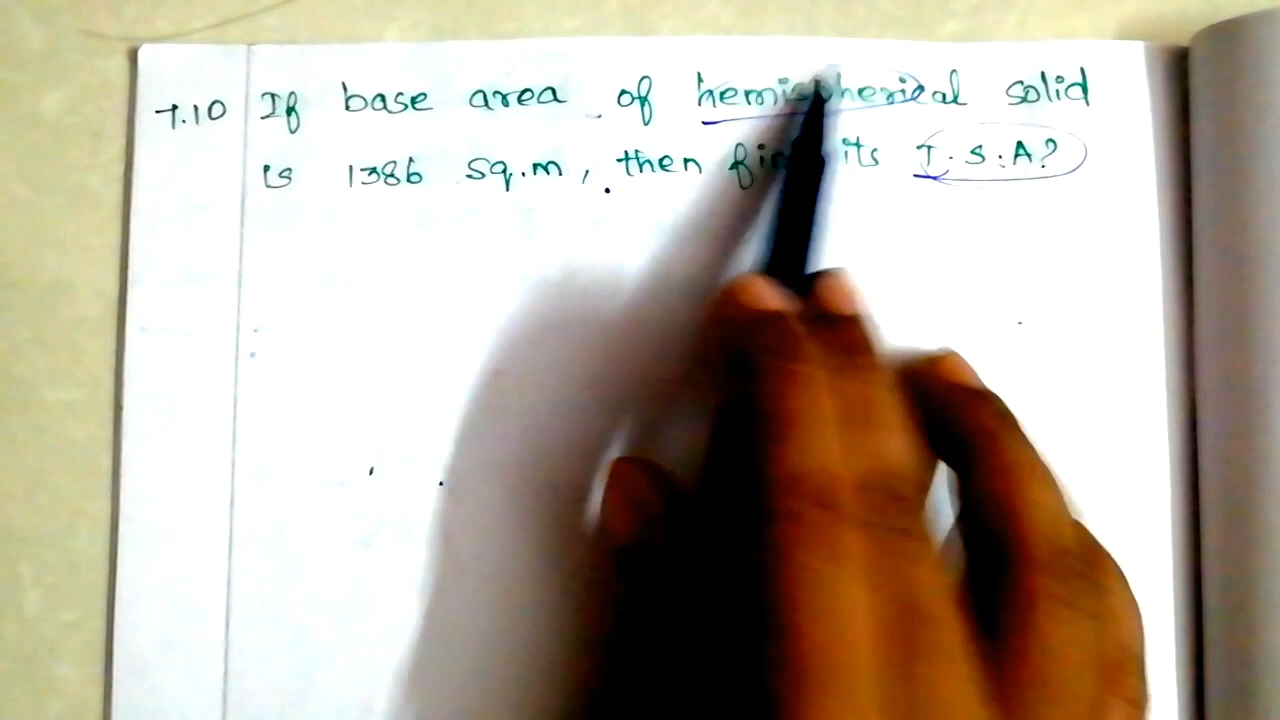 7.10 If base area of hemispherical solid
is 1386 sq.m, then find its T.S.A?